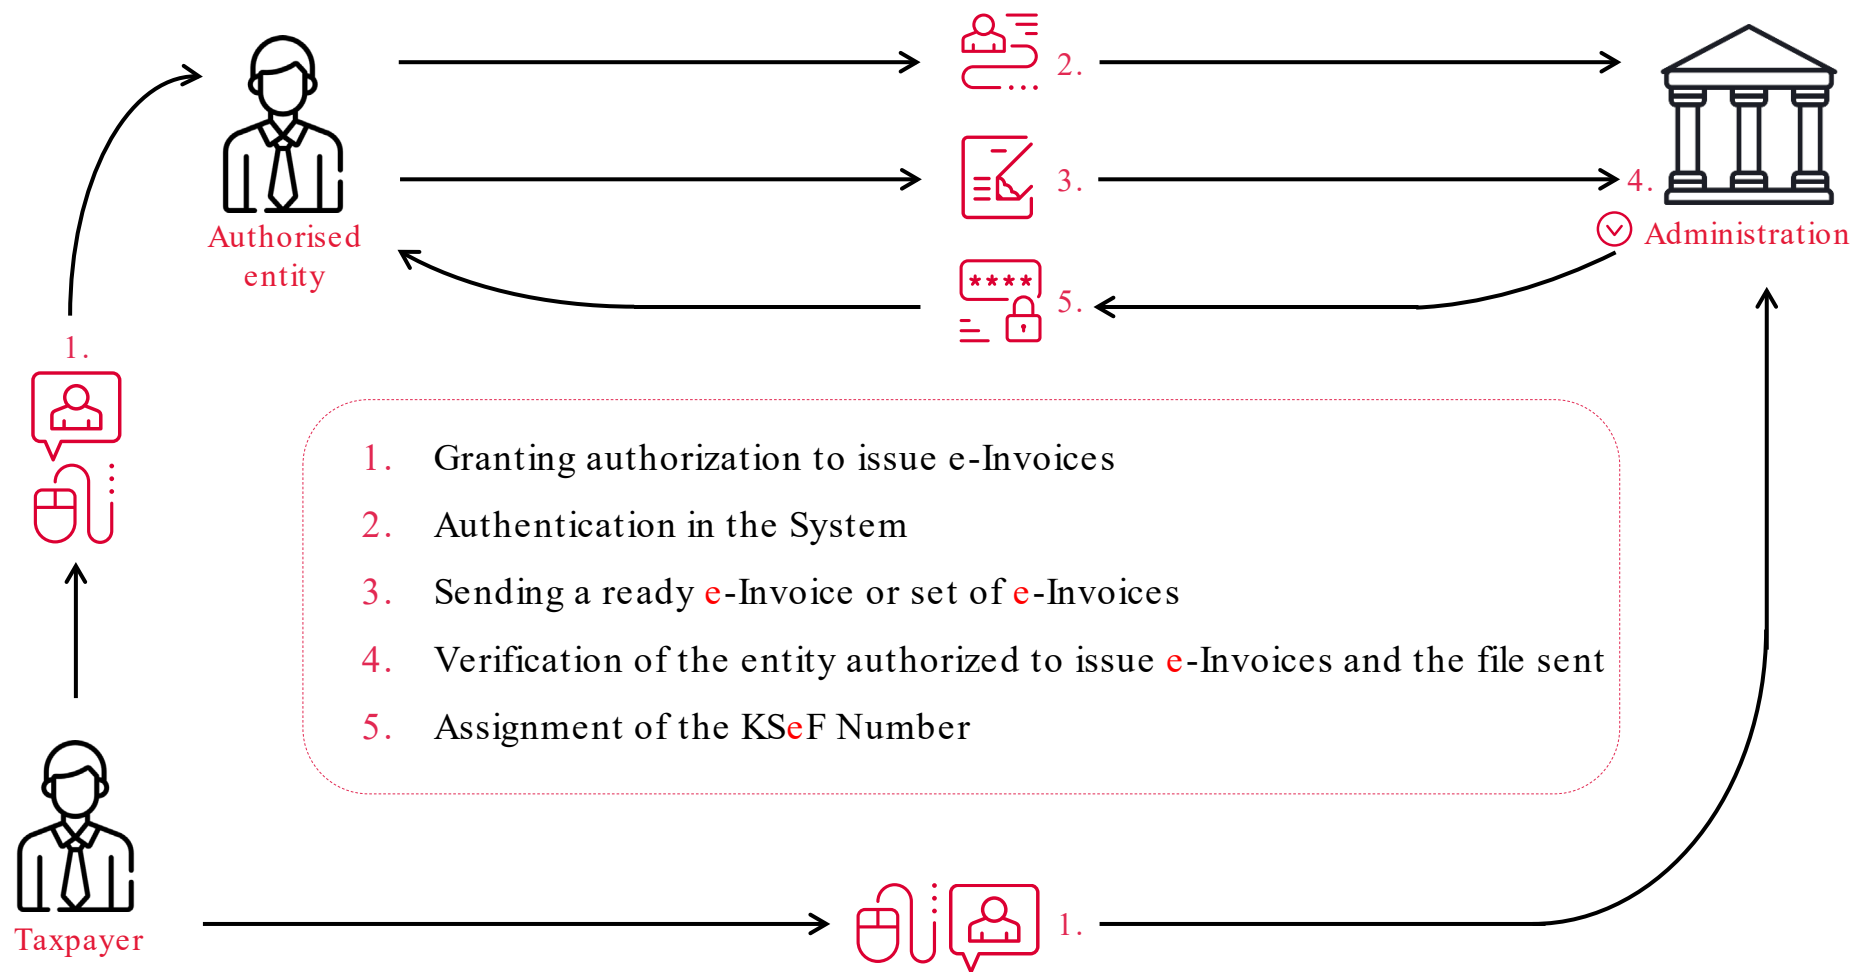 2.
3.
4.
Authorised
entity
Administration
****
5.
1.
1. Granting authorization to issue e-Invoices
2. Authentication in the System
3. Sending a ready e-Invoice or set of e-Invoices
4. Verification of the entity authorized to issue e-Invoices and the file sent
5. Assignment of the KSeF Number
Taxpayer
1.